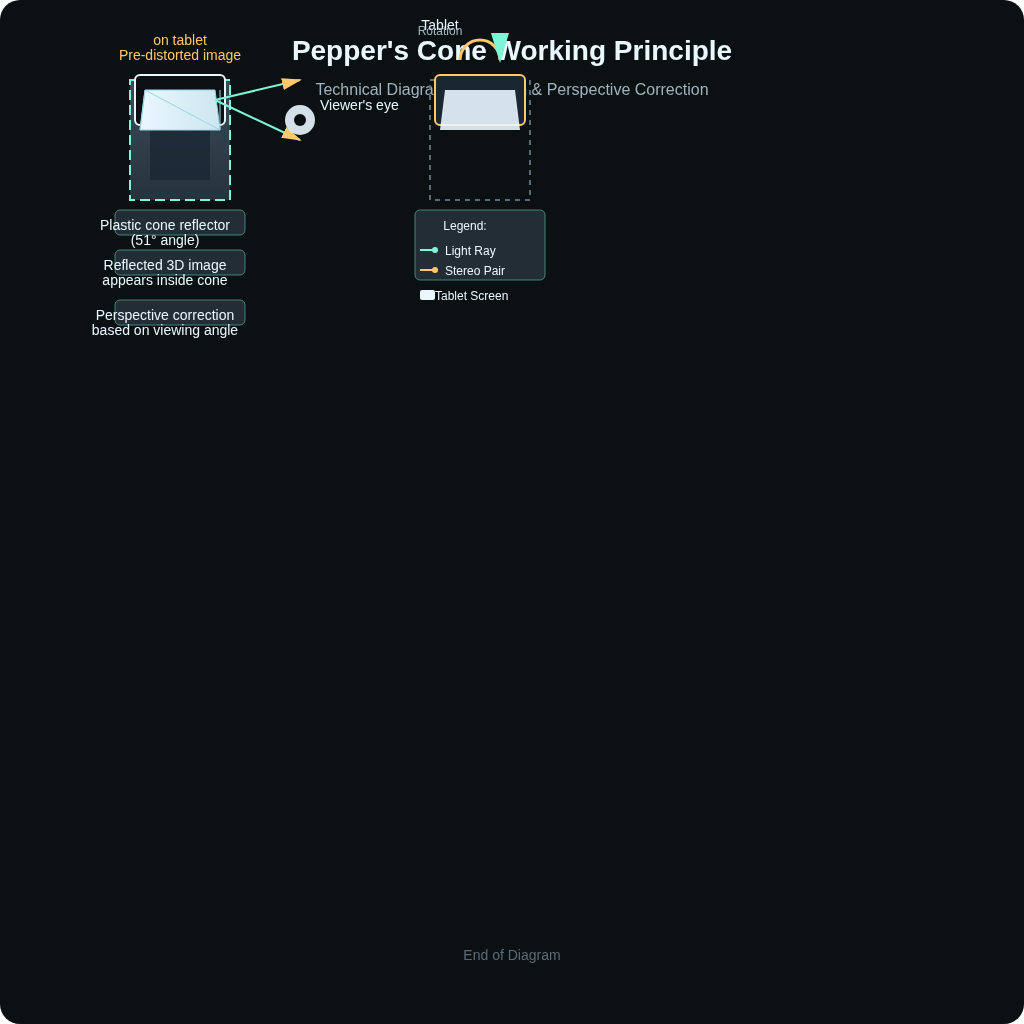 Tablet
Rotation
Pepper's Cone Working Principle
on tablet
Pre-distorted image
Technical Diagra & Perspective Correction
Viewer's eye
Plastic cone reflector
(51° angle)
Reflected 3D image
appears inside cone
Perspective correction
based on viewing angle
Legend:
Light Ray
Stereo Pair
Tablet Screen
End of Diagram